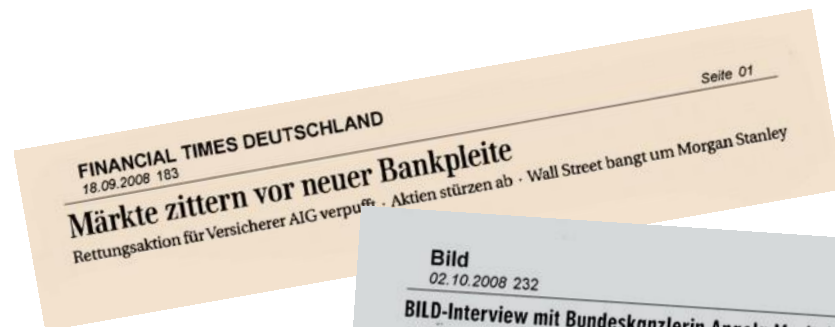 FINANCIAL TIMES DEUTSCHLAND
18.09.2008 183
Seite 01
Märkte zittern vor neuer Bankpleite
Rettungsaktion für Versicherer AIG verpufft · Aktien stürzen ab · Wall Street bangt um Morgan Stanley
Bild
02.10.2008 232
BILD-Interview mit Bundeskanzlerin Angela